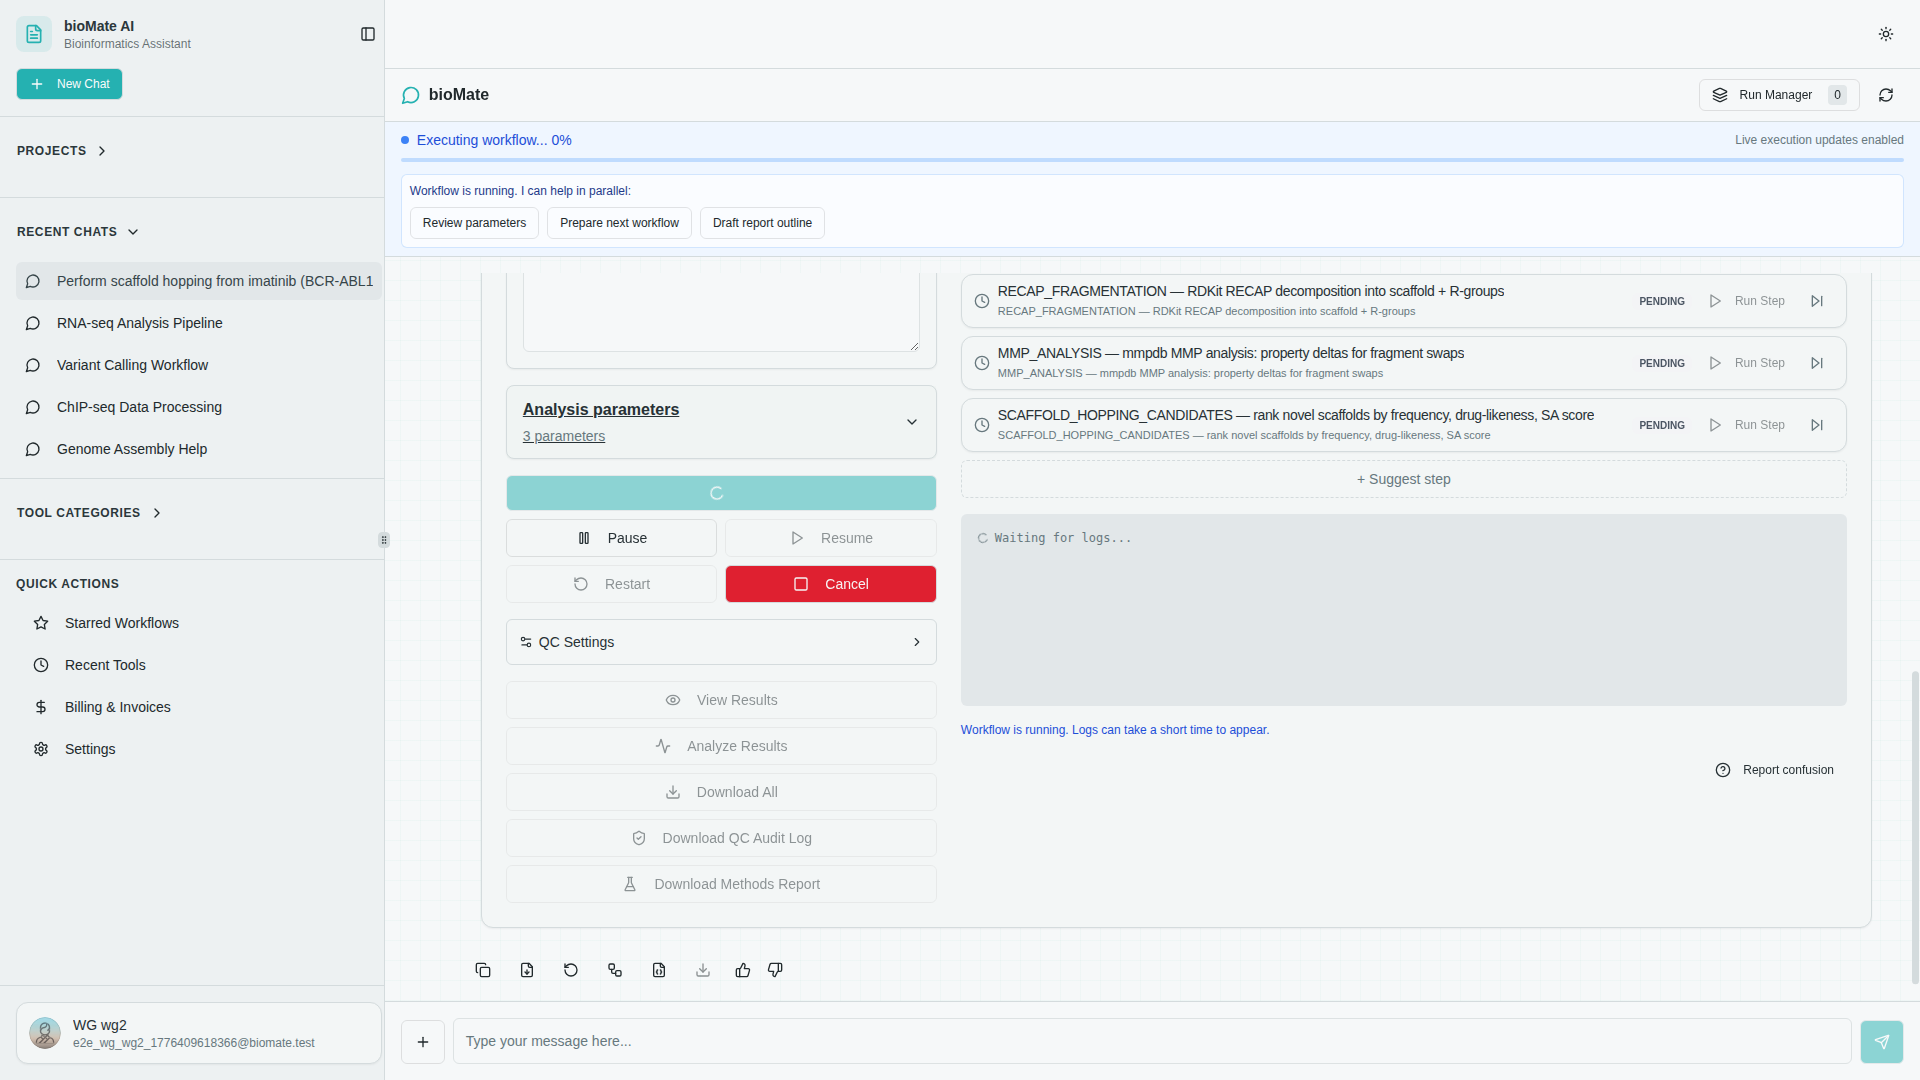 bioMate AI
Bioinformatics Assistant
New Chat
PROJECTS
RECENT CHATS
Perform scaffold hopping from imatinib (BCR-ABL1
RNA-seq Analysis Pipeline
Variant Calling Workflow
ChIP-seq Data Processing
Genome Assembly Help
TOOL CATEGORIES
QUICK ACTIONS
Starred Workflows
Recent Tools
Billing & Invoices
Settings
WG wg2
e2e_wg_wg2_1776409618366@biomate.test
bioMate
Run Manager 0
Executing workflow... 0%
Live execution updates enabled
Workflow is running. I can help in parallel:
Review parameters
Prepare next workflow
Draft report outline
Analysis parameters
3 parameters
Pause
Resume
Restart
Cancel
QC Settings
View Results
Analyze Results
Download All
Download QC Audit Log
Download Methods Report
RECAP_FRAGMENTATION — RDKit RECAP decomposition into scaffold + R-groups
RECAP_FRAGMENTATION — RDKit RECAP decomposition into scaffold + R-groups
PENDING
Run Step
MMP_ANALYSIS — mmpdb MMP analysis: property deltas for fragment swaps
MMP_ANALYSIS — mmpdb MMP analysis: property deltas for fragment swaps
PENDING
Run Step
SCAFFOLD_HOPPING_CANDIDATES — rank novel scaffolds by frequency, drug-likeness, SA score
SCAFFOLD_HOPPING_CANDIDATES — rank novel scaffolds by frequency, drug-likeness, SA score
PENDING
Run Step
+ Suggest step
Waiting for logs...
Workflow is running. Logs can take a short time to appear.
Report confusion
Type your message here...